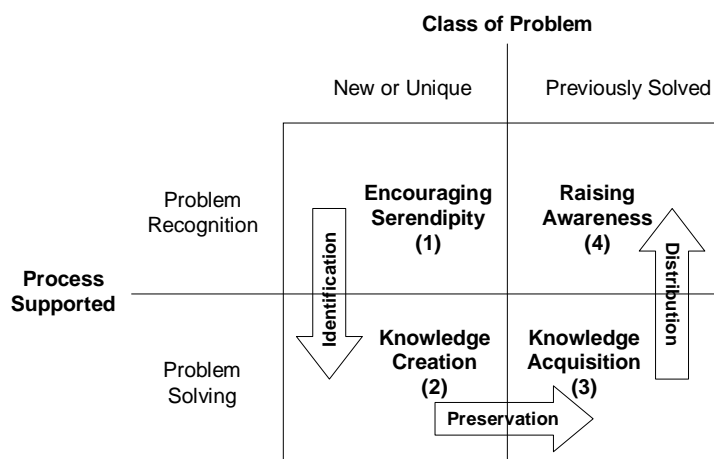 Class of Problem
New or Unique
Previously Solved
Problem
Recognition
Encouraging
Serendipity
(1)
Raising
Awareness
(4)
Identification
Distribution
Process
Supported
Problem
Solving
Knowledge
Creation
(2)
Knowledge
Acquisition
(3)
Preservation